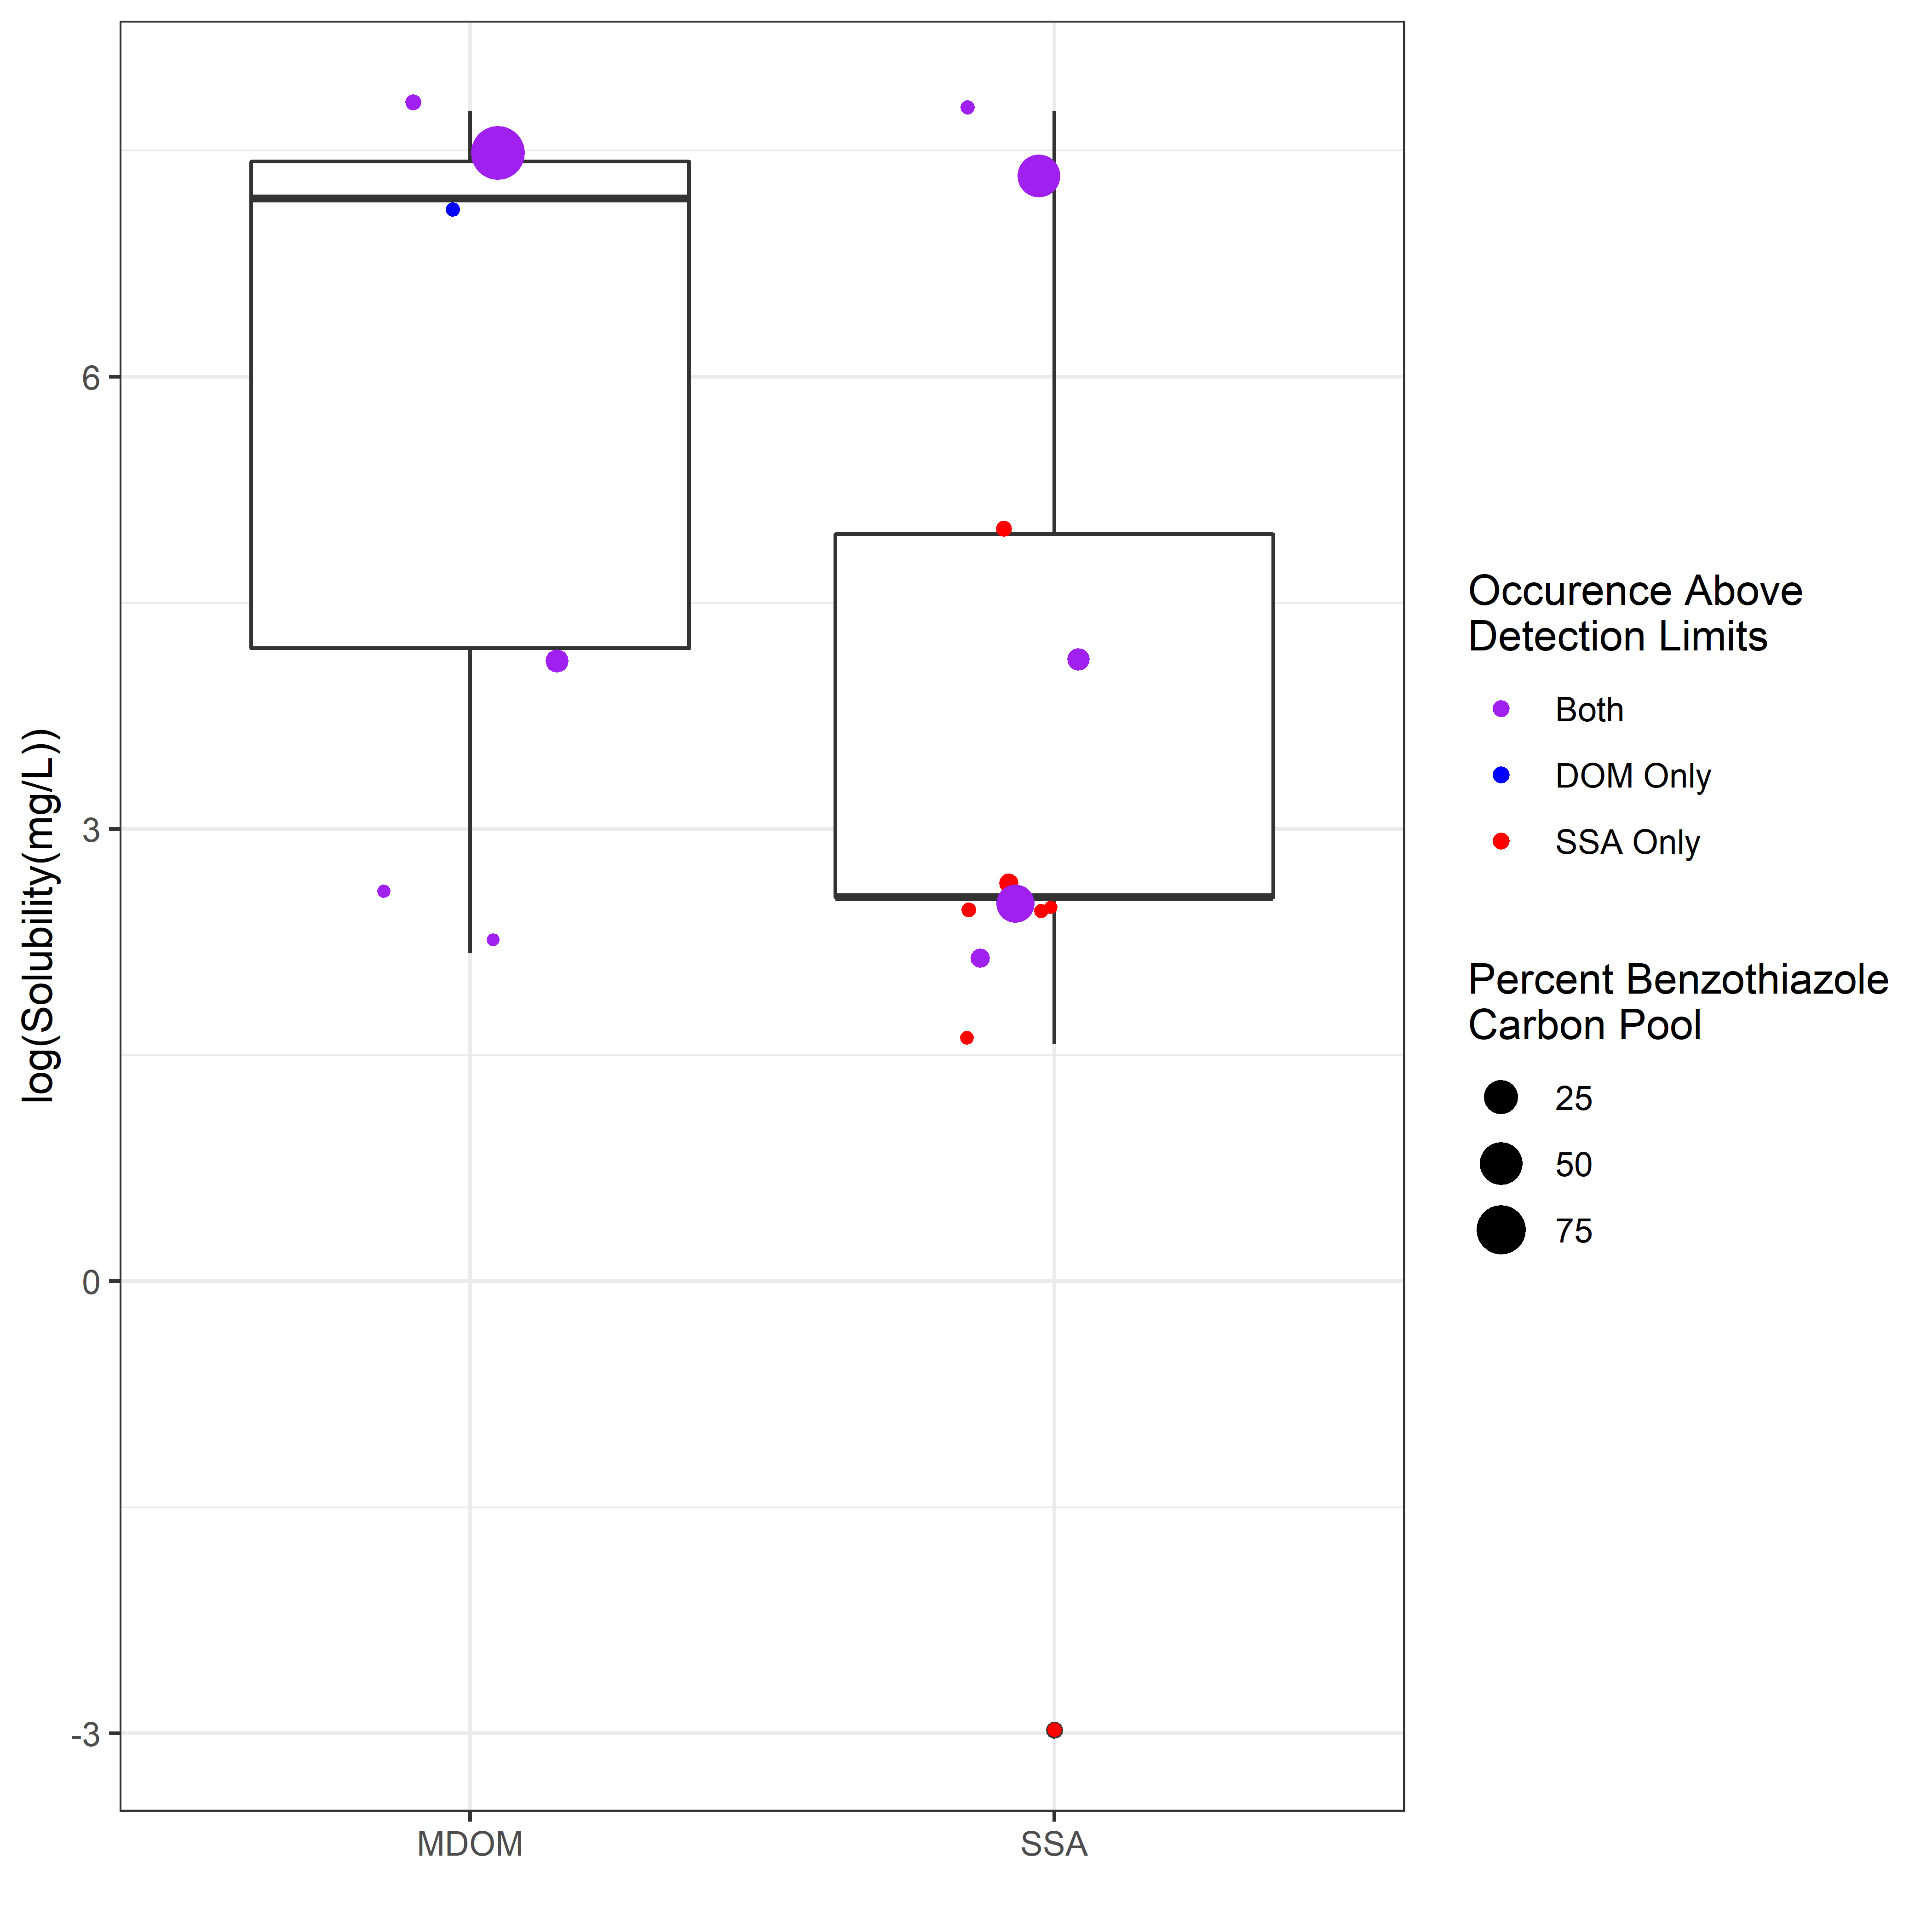 log(Solubility(mg/L))
6
3
0
-3
MDOM
SSA
Occurence Above
Detection Limits
Both
DOM Only
SSA Only
Percent Benzothiazole
Carbon Pool
25
50
75